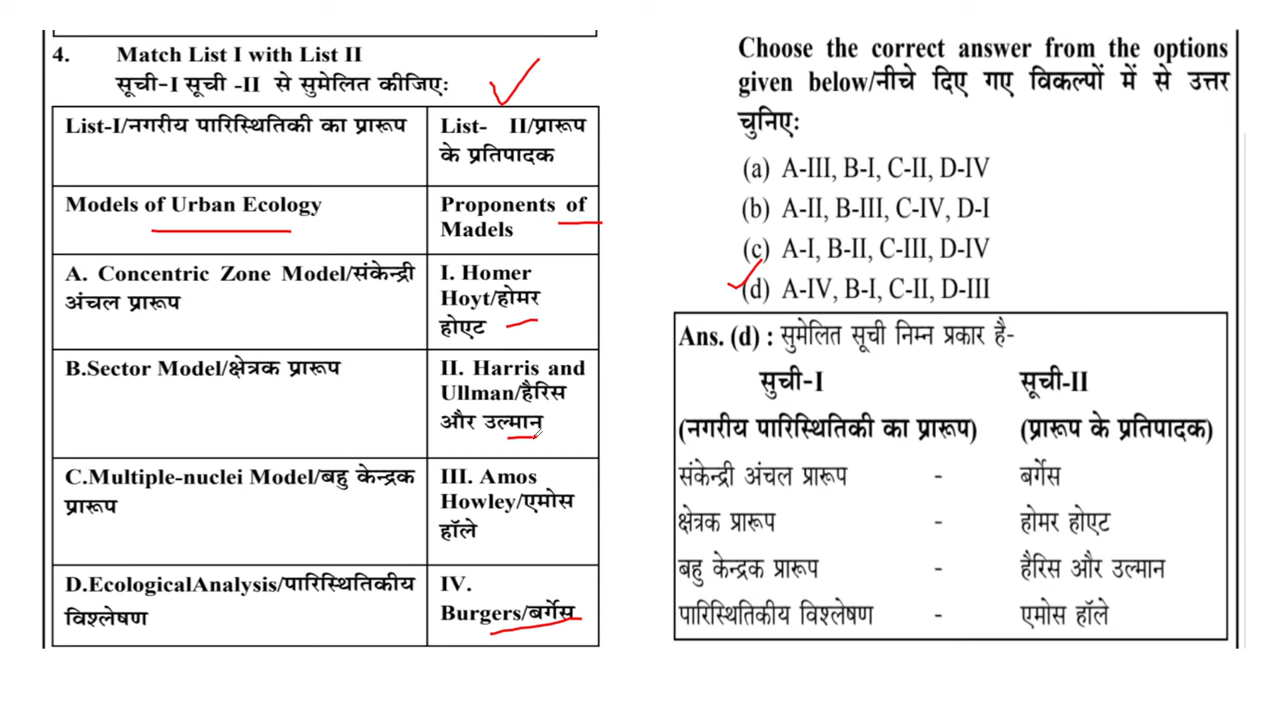 4. Match List I with List II
सूची-I सूची -II से सुमेलित कीजिएः
List-I/नगरीय पारिस्थितिकी का प्रारूप
List- II/प्रारूप
के प्रतिपादक
Models of Urban Ecology
Proponents of
Madels
A. Concentric Zone Model/संकेन्द्री
अंचल प्रारूप
I. Homer
Hoyt/होमर
होएट
B.Sector Model/क्षेत्रक प्रारूप
II. Harris and
Ullman/हैरिस
और उल्मान
C.Multiple-nuclei Model/बहु केन्द्रक
प्रारूप
III. Amos
Howley/एमोस
हॉले
D.EcologicalAnalysis/पारिस्थितिकीय
विश्लेषण
IV.
Burgers/बर्गेस
Choose the correct answer from the options
given below/नीचे दिए गए विकल्पों में से उत्तर
चुनिएः
(a) A-III, B-I, C-II, D-IV
(b) A-II, B-III, C-IV, D-I
(c) A-I, B-II, C-III, D-IV
(d) A-IV, B-I, C-II, D-III
Ans. (d) : सुमेलित सूची निम्न प्रकार है-
सुची-I सूची-II
(नगरीय पारिस्थितिकी का प्रारूप) (प्रारूप के प्रतिपादक)
संकेन्द्री अंचल प्रारूप - बर्गेस
क्षेत्रक प्रारूप - होमर होएट
बहु केन्द्रक प्रारूप - हैरिस और उल्मान
पारिस्थितिकीय विश्लेषण - एमोस हॉले